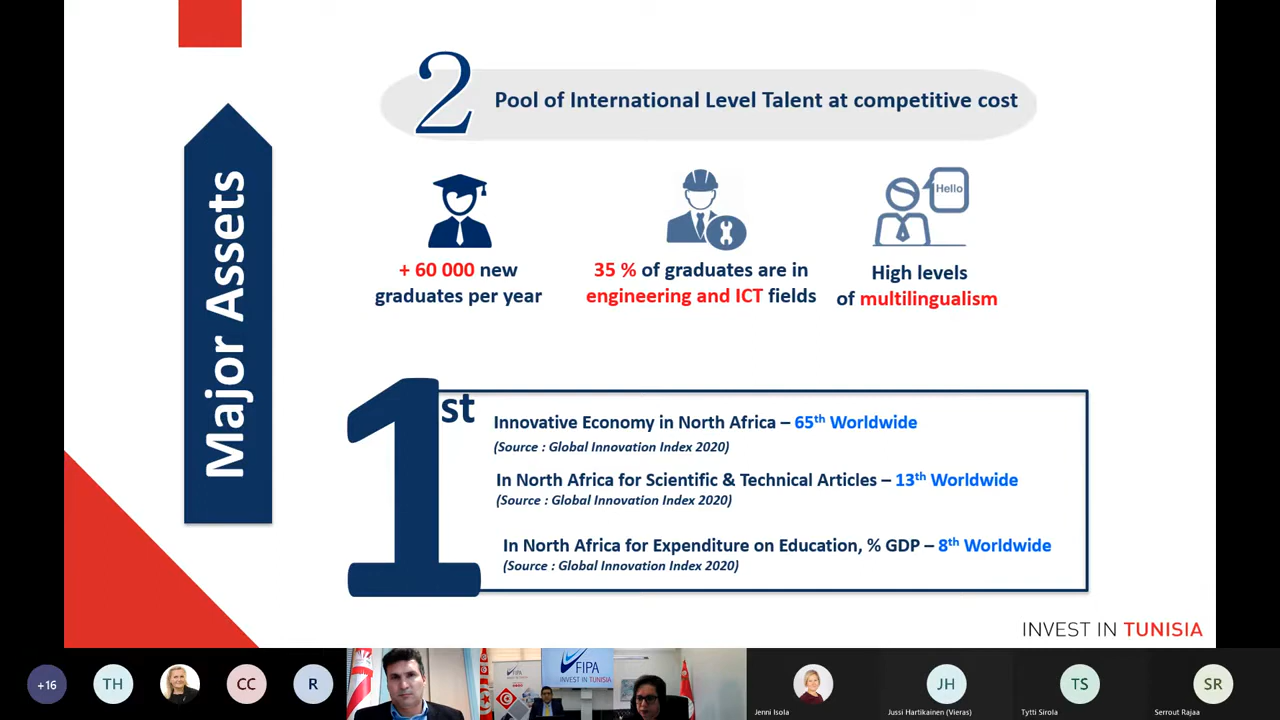 Major Assets
2
Pool of International Level Talent at competitive cost
Hello
+ 60 000 new
graduates per year
35 % of graduates are in
engineering and ICT fields
High levels
of multilingualism
1st
Innovative Economy in North Africa – 65th Worldwide
(Source : Global Innovation Index 2020)
In North Africa for Scientific & Technical Articles – 13th Worldwide
(Source : Global Innovation Index 2020)
In North Africa for Expenditure on Education, % GDP – 8th Worldwide
(Source : Global Innovation Index 2020)
INVEST IN TUNISIA
+16
TH
CC
R
FIPA
INVEST IN TUNISIA
Jenni Isola
JH
Jussi Hartikainen (Vieras)
TS
Tytti Sirola
SR
Serrout Rajaa